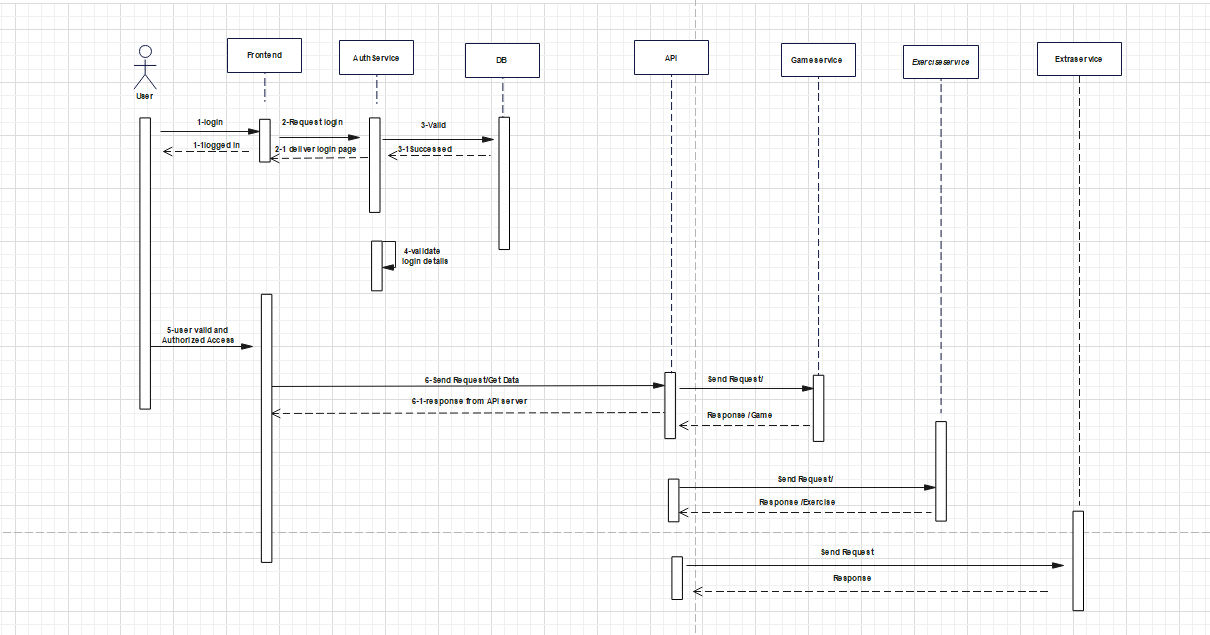 Frontend
AuthService
DB
API
Gameservice
Exerciseservice
Extraservice
User
1-login
2-Request login
3-Valid
1-1logged in
2-1 deliver login page
3-1Successed
4-validate
login details
5-user valid and
Authorized Access
6-Send Request/Get Data
Send Request/
6-1-response from API server
Response /Game
Send Request/
Response /Exercise
Send Request
Response